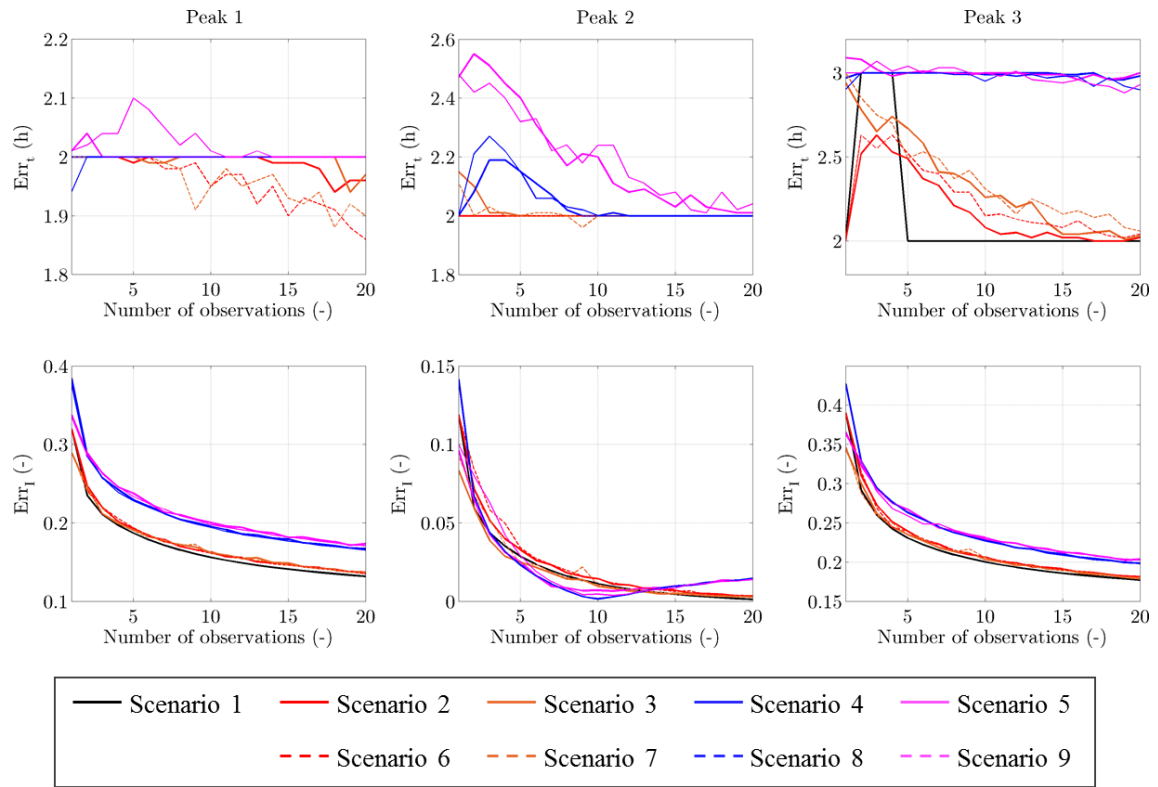 Peak 1 Peak 2 Peak 3
2.2 2.6
2.1 2.4 3
Err_t (h) 2 Err_t (h) 2.2 Err_t (h) 2.5
1.9 2 2
1.8 1.8
5 10 15 20 5 10 15 20 5 10 15 20
Number of observations (-) Number of observations (-) Number of observations (-)
0.4 0.15
0.4
0.3 0.1 0.35
Err_I (-) Err_I (-) Err_I (-) 0.3
0.2 0.05 0.25
0.2
0.1 0 0.15
5 10 15 20 5 10 15 20 5 10 15 20
Number of observations (-) Number of observations (-) Number of observations (-)
Scenario 1 Scenario 2 Scenario 3 Scenario 4 Scenario 5
Scenario 6 Scenario 7 Scenario 8 Scenario 9